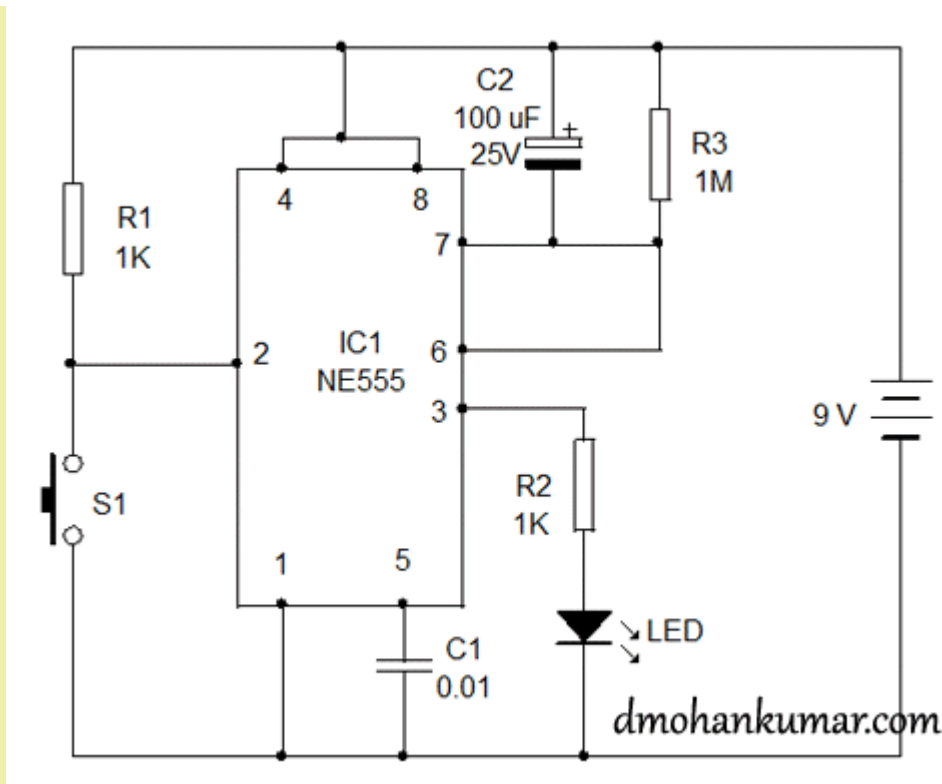 C2
100 uF
+
25V
R3
1M
4
8
R1
1K
7
2
IC1
NE555
6
3
9 V
S1
R2
1K
1
5
C1
0.01
LED
dmohankumar.com